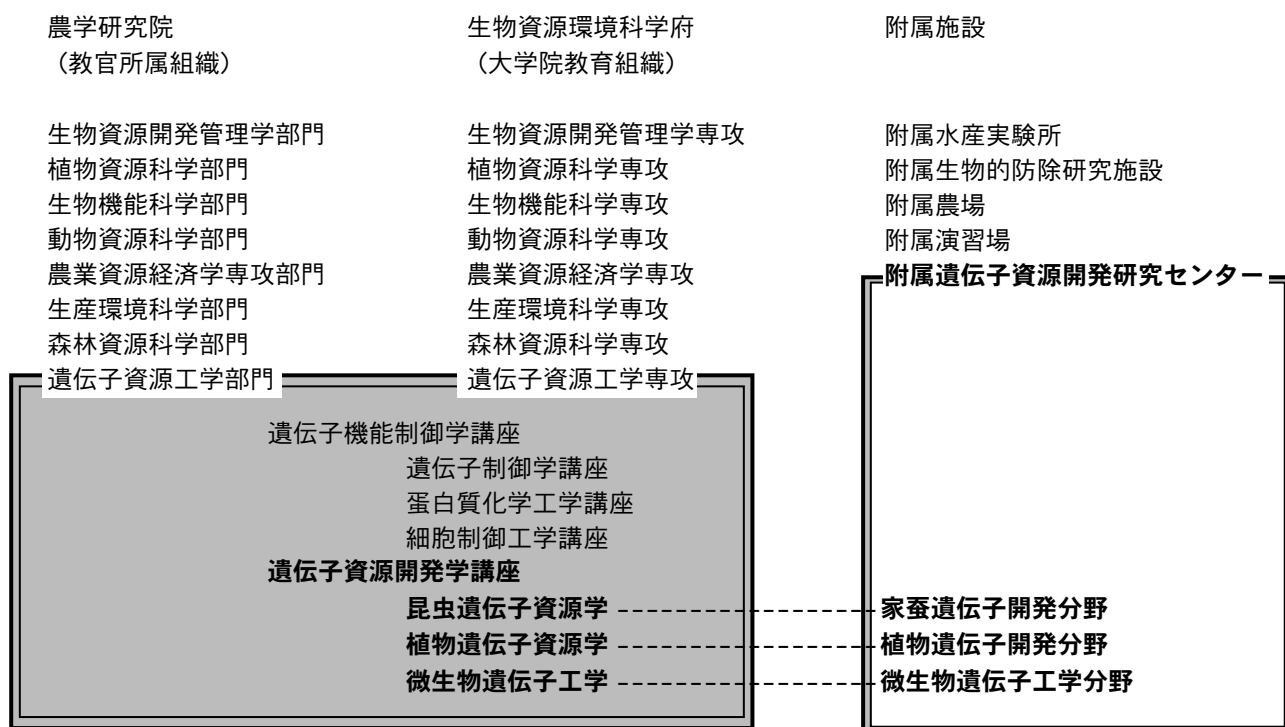 農学研究院
（教官所属組織）
生物資源開発管理学部門
植物資源科学部門
生物機能科学部門
動物資源科学部門
農業資源経済学専攻部門
生産環境科学部門
森林資源科学部門
遺伝子資源工学部門
生物資源環境科学府
（大学院教育組織）
生物資源開発管理学専攻
植物資源科学専攻
生物機能科学専攻
動物資源科学専攻
農業資源経済学専攻
生産環境科学専攻
森林資源科学専攻
遺伝子資源工学専攻
遺伝子機能制御学講座
遺伝子制御学講座
蛋白質化学工学講座
細胞制御工学講座
遺伝子資源開発学講座
昆虫遺伝子資源学
植物遺伝子資源学
微生物遺伝子工学
附属施設
附属水産実験所
附属生物的防除研究施設
附属農場
附属演習場
附属遺伝子資源開発研究センター
家蚕遺伝子開発分野
植物遺伝子開発分野
微生物遺伝子工学分野